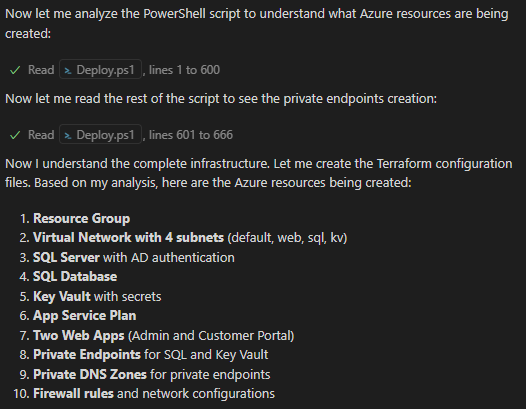 Now let me analyze the PowerShell script to understand what Azure resources are being
created:
✓ Read Deploy.ps1, lines 1 to 600
Now let me read the rest of the script to see the private endpoints creation:
✓ Read Deploy.ps1, lines 601 to 666
Now I understand the complete infrastructure. Let me create the Terraform configuration
files. Based on my analysis, here are the Azure resources being created:
1. Resource Group
2. Virtual Network with 4 subnets (default, web, sql, kv)
3. SQL Server with AD authentication
4. SQL Database
5. Key Vault with secrets
6. App Service Plan
7. Two Web Apps (Admin and Customer Portal)
8. Private Endpoints for SQL and Key Vault
9. Private DNS Zones for private endpoints
10. Firewall rules and network configurations